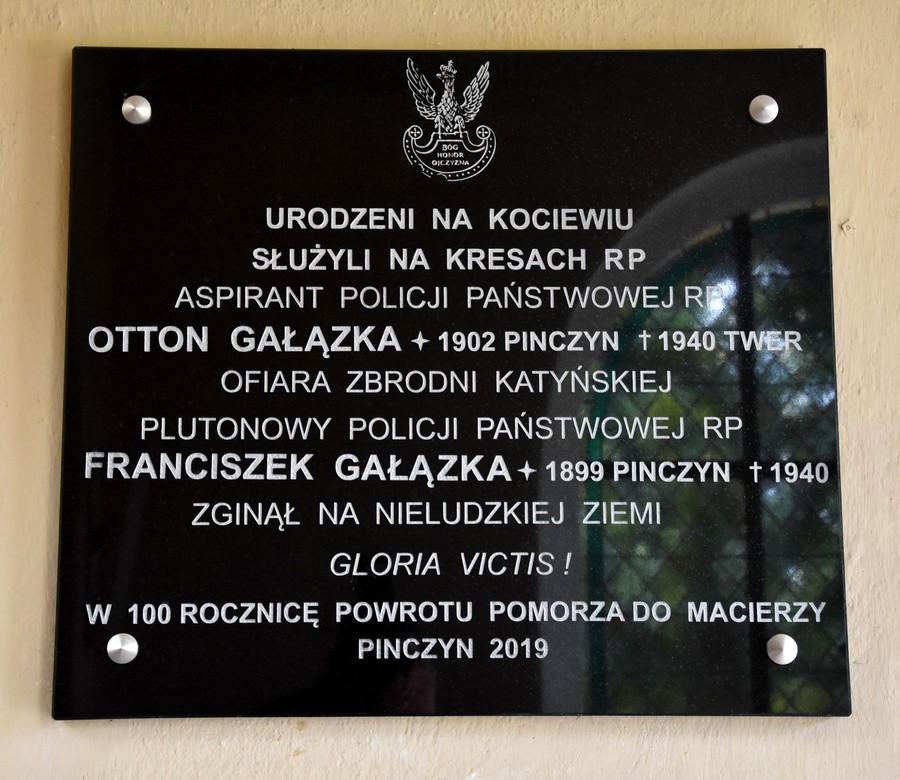 BÓG
HONOR
OJCZYZNA
URODZENI NA KOCIEWIU
SŁUŻYLI NA KRESACH RP
ASPIRANT POLICJI PAŃSTWOWEJ RP
OTTON GAŁĄZKA ✦ 1902 PINCZYN † 1940 TWER
OFIARA ZBRODNI KATYŃSKIEJ
PLUTONOWY POLICJI PAŃSTWOWEJ RP
FRANCISZEK GAŁĄZKA ✦ 1899 PINCZYN † 1940
ZGINĄŁ NA NIELUDZKIEJ ZIEMI
GLORIA VICTIS !
W 100 ROCZNICĘ POWROTU POMORZA DO MACIERZY
PINCZYN 2019